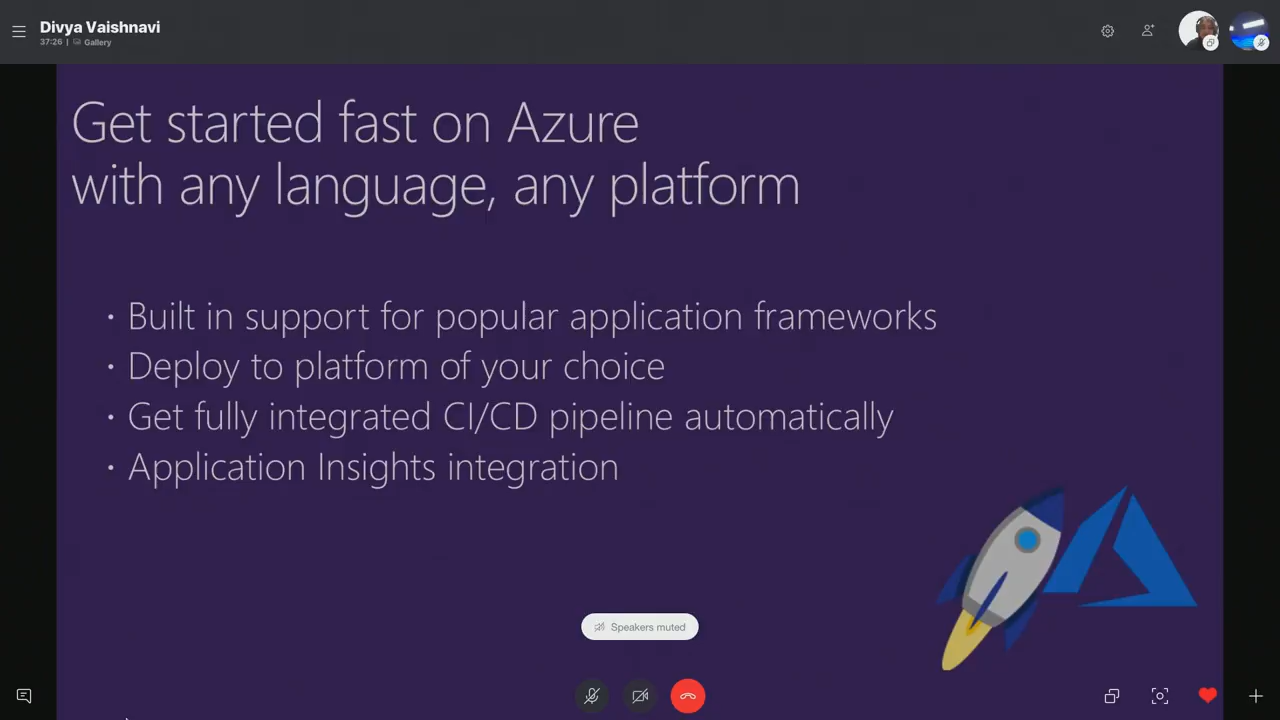 Divya Vaishnavi
37:26 | Gallery
Get started fast on Azure
with any language, any platform
• Built in support for popular application frameworks
• Deploy to platform of your choice
• Get fully integrated CI/CD pipeline automatically
• Application Insights integration
Speakers muted